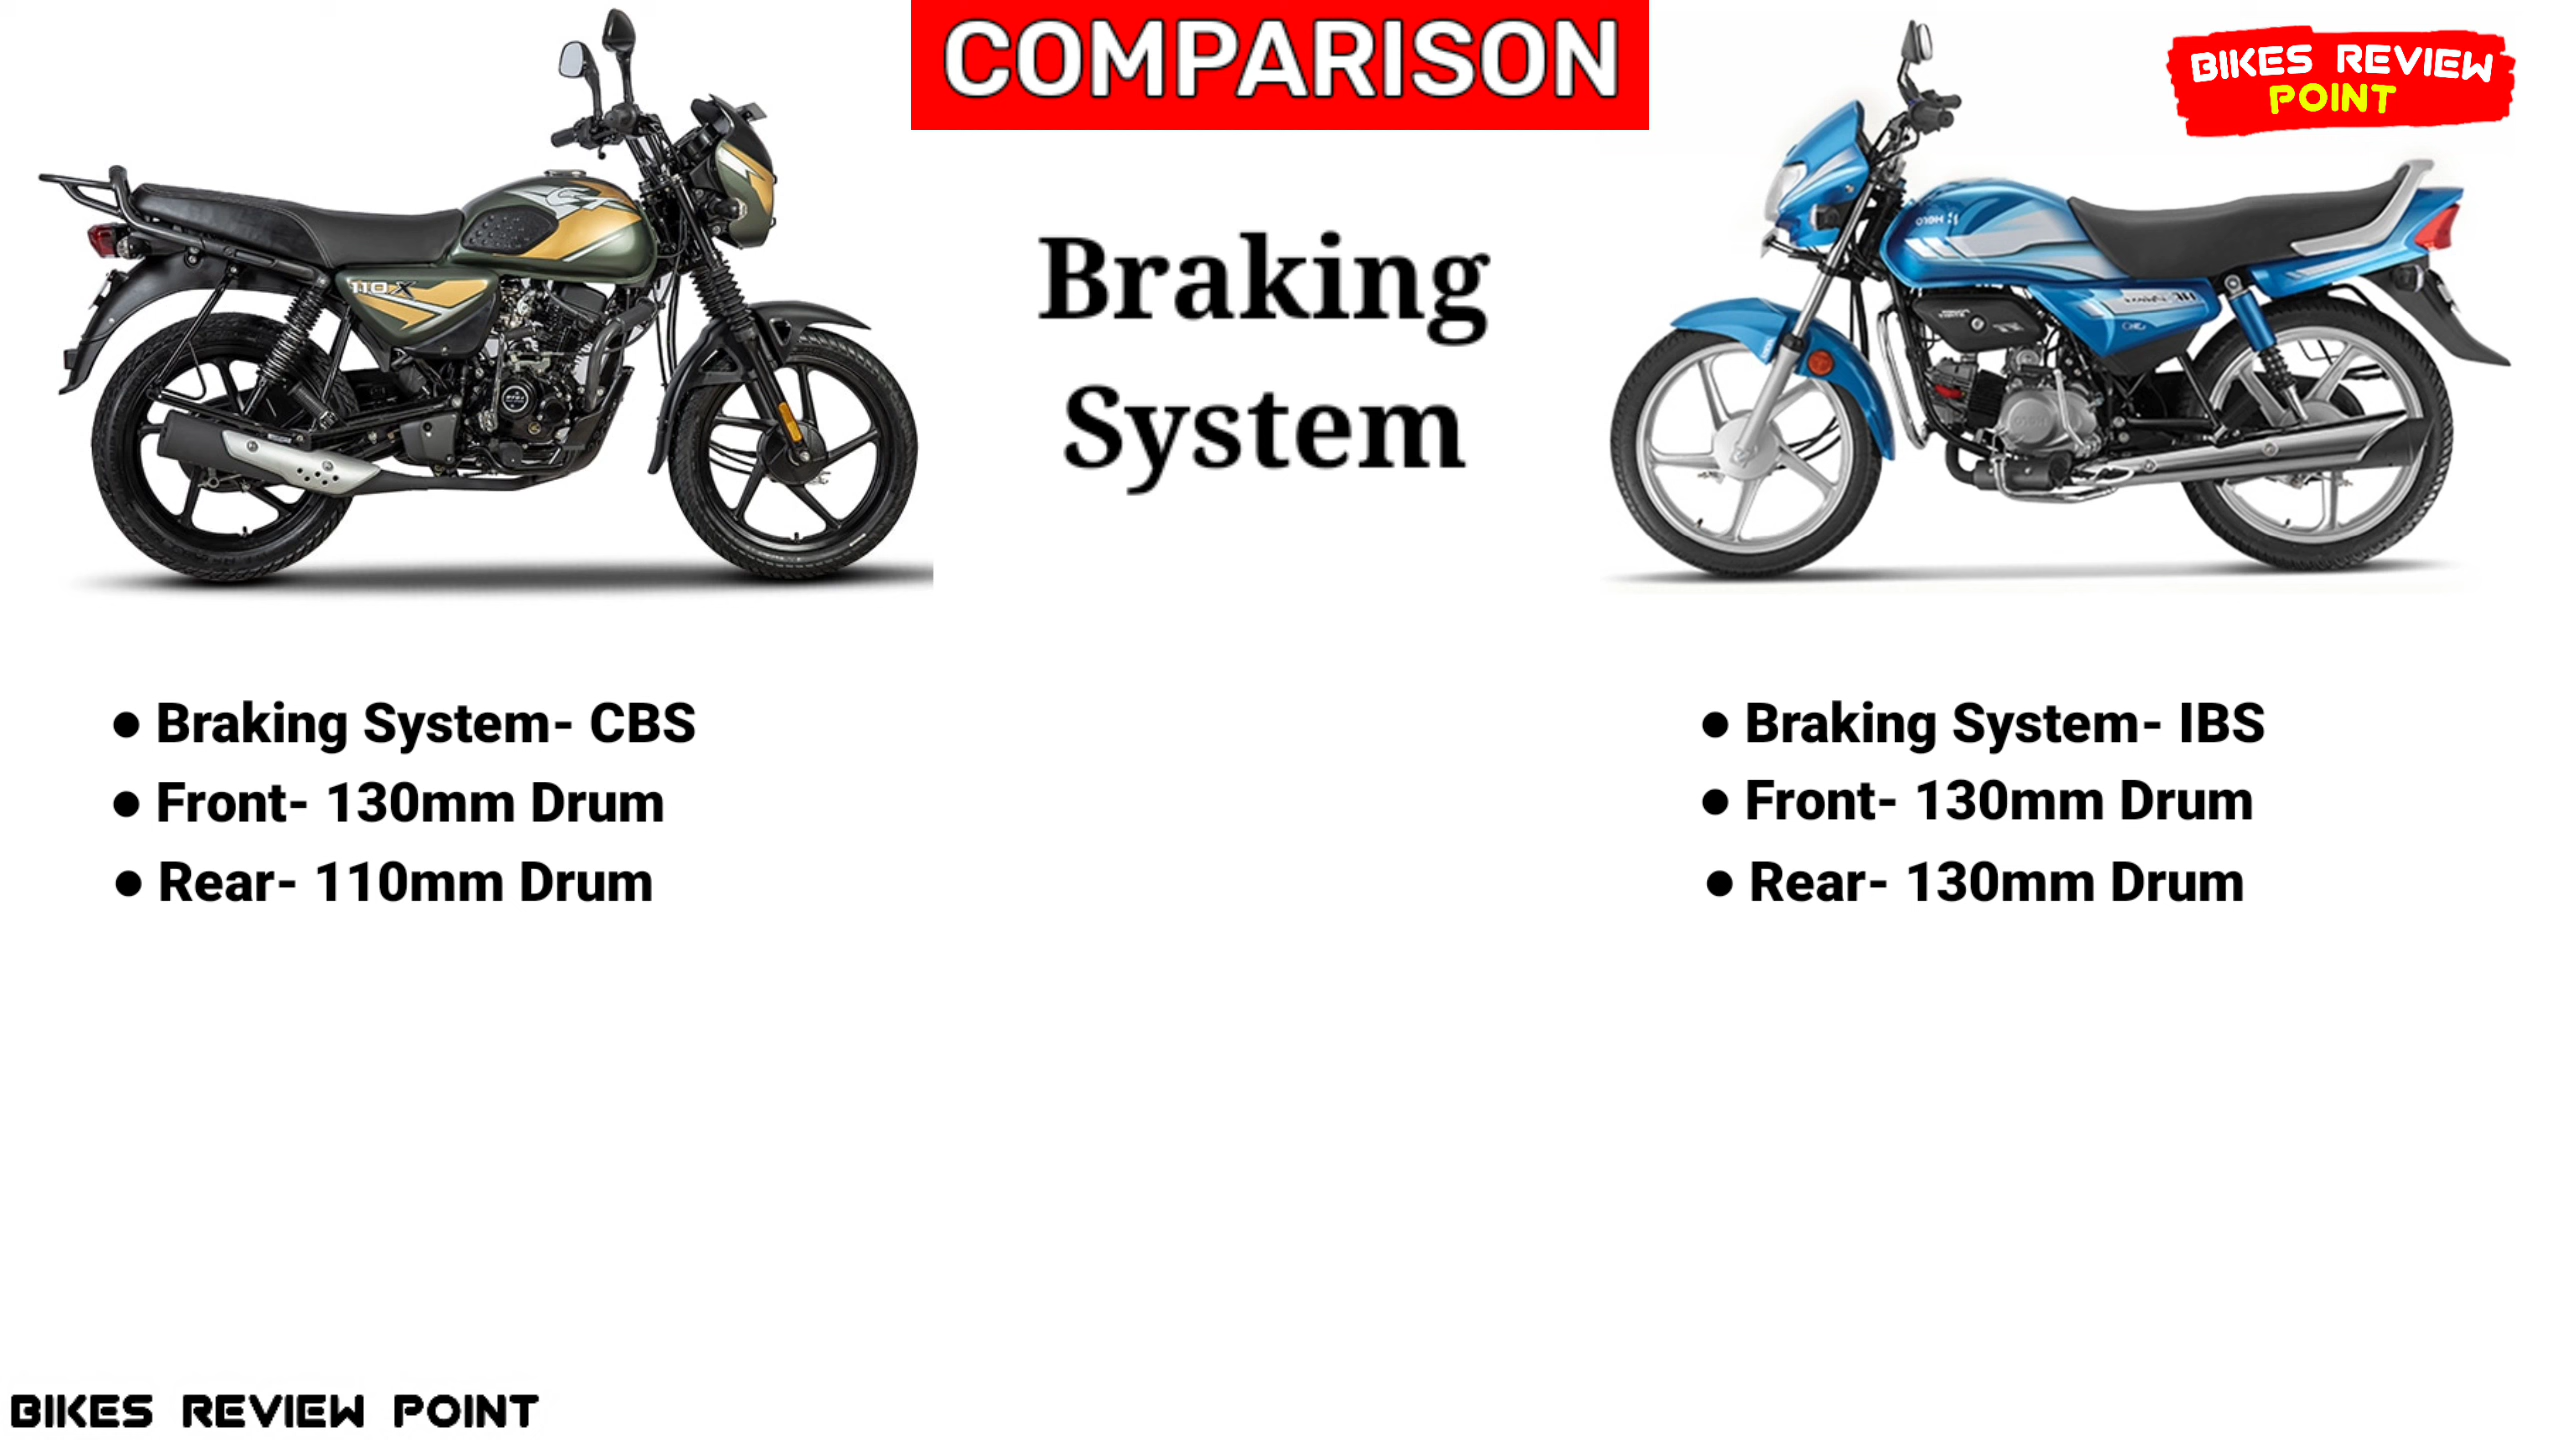 COMPARISON
BIKES REVIEW
POINT
Braking
System
110 X
● Braking System- CBS
● Front- 130mm Drum
● Rear- 110mm Drum
● Braking System- IBS
● Front- 130mm Drum
● Rear- 130mm Drum
BIKES REVIEW POINT